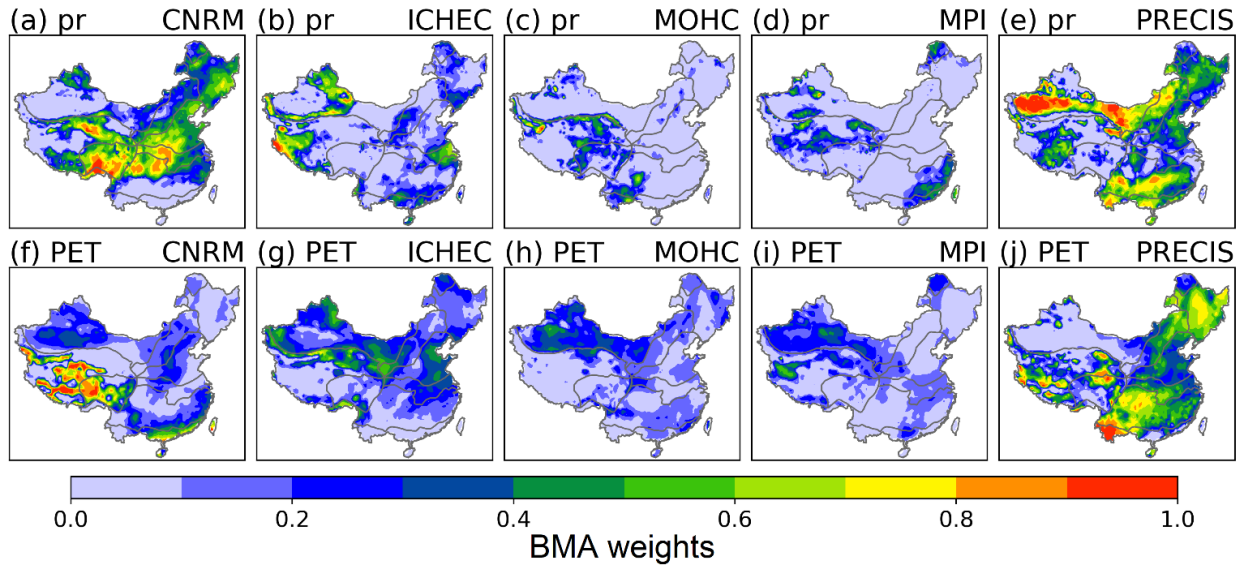 (a) pr CNRM
(b) pr ICHEC
(c) pr MOHC
(d) pr MPI
(e) pr PRECIS
(f) PET CNRM
(g) PET ICHEC
(h) PET MOHC
(i) PET MPI
(j) PET PRECIS
0.0 0.2 0.4 0.6 0.8 1.0
BMA weights